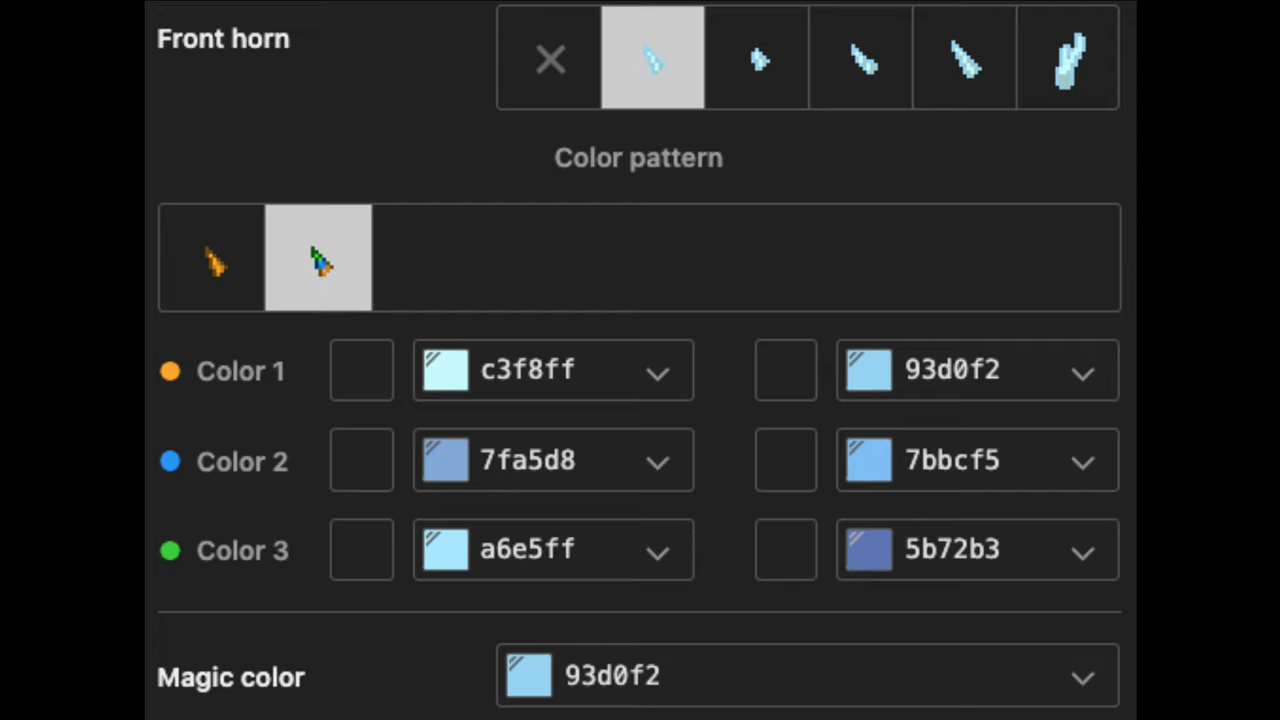 Front horn
Color pattern
Color 1 c3f8ff 93d0f2
Color 2 7fa5d8 7bbcf5
Color 3 a6e5ff 5b72b3
Magic color 93d0f2